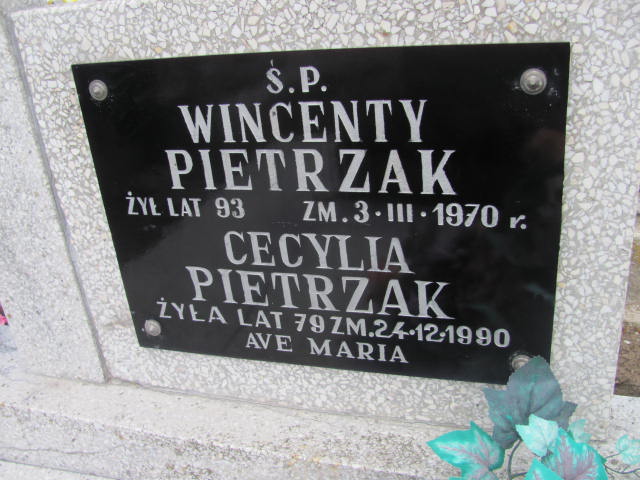 Ś.P.
WINCENTY
PIETRZAK
ŻYŁ LAT 93 ZM. 3·III·1970 r.
CECYLIA
PIETRZAK
ŻYŁA LAT 79 ZM.24.12.1990
AVE MARIA